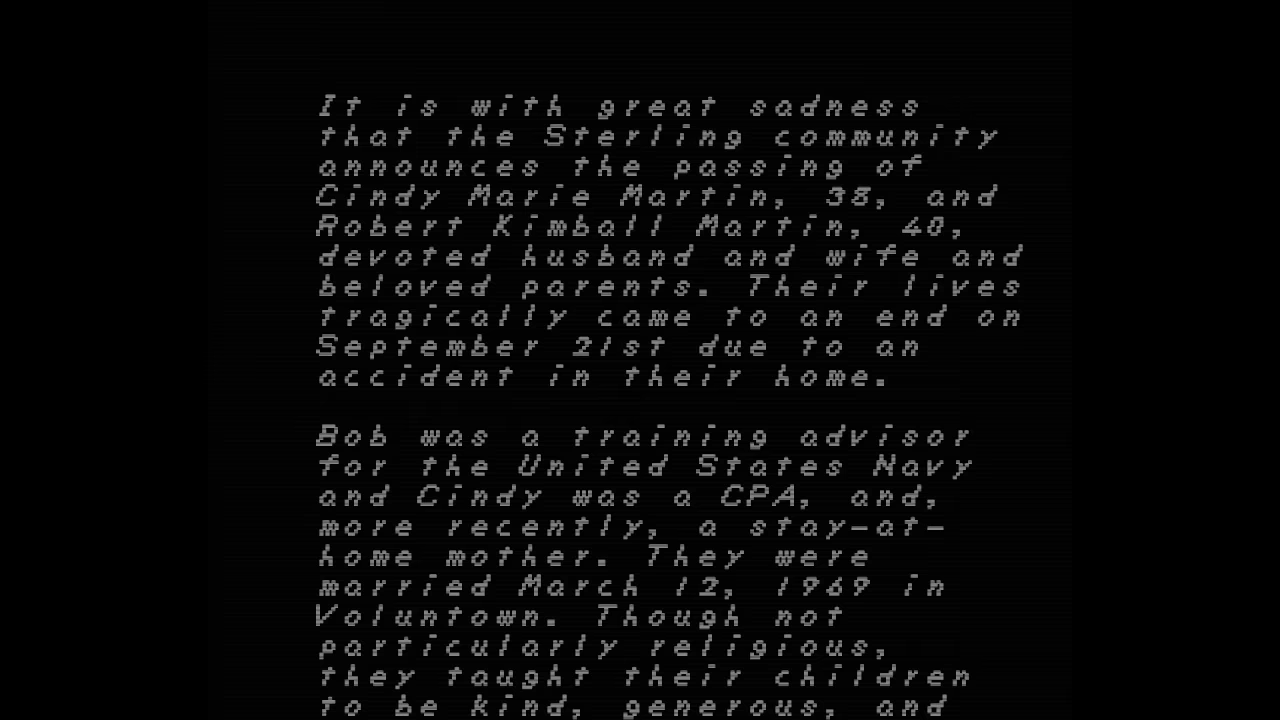 It is with great sadness
that the Sterling community
announces the passing of
Cindy Marie Martin, 38, and
Robert Kimball Martin, 40,
devoted husband and wife and
beloved parents. Their lives
tragically came to an end on
September 21st due to an
accident in their home.
Bob was a training advisor
for the United States Navy
and Cindy was a CPA, and,
more recently, a stay-at-
home mother. They were
married March 12, 1969 in
Voluntown. Though not
particularly religious,
they taught their children
to be kind, generous, and